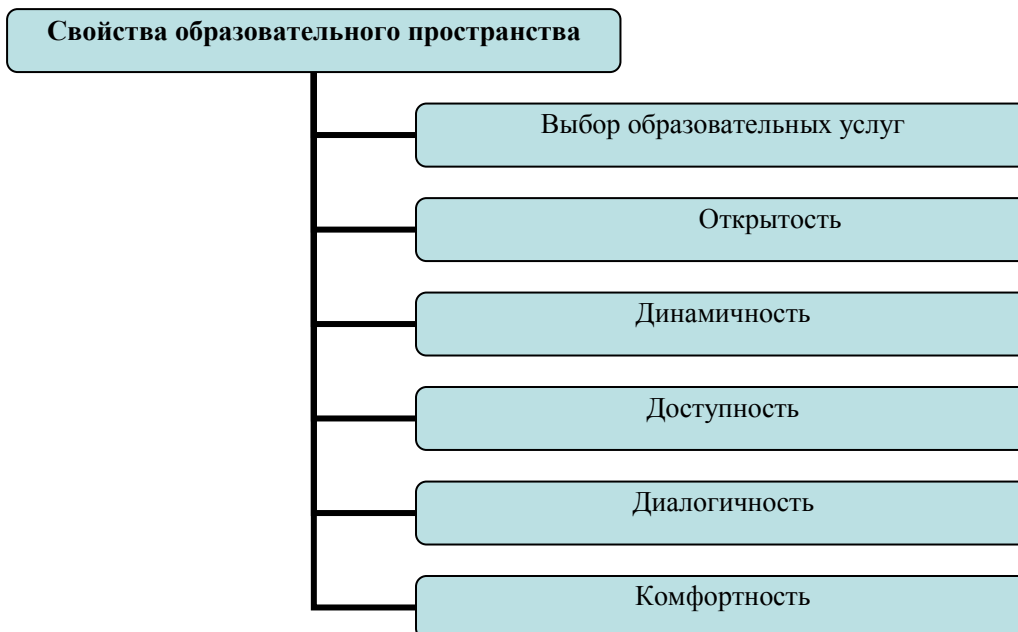 Свойства образовательного пространства
Выбор образовательных услуг
Открытость
Динамичность
Доступность
Диалогичность
Комфортность